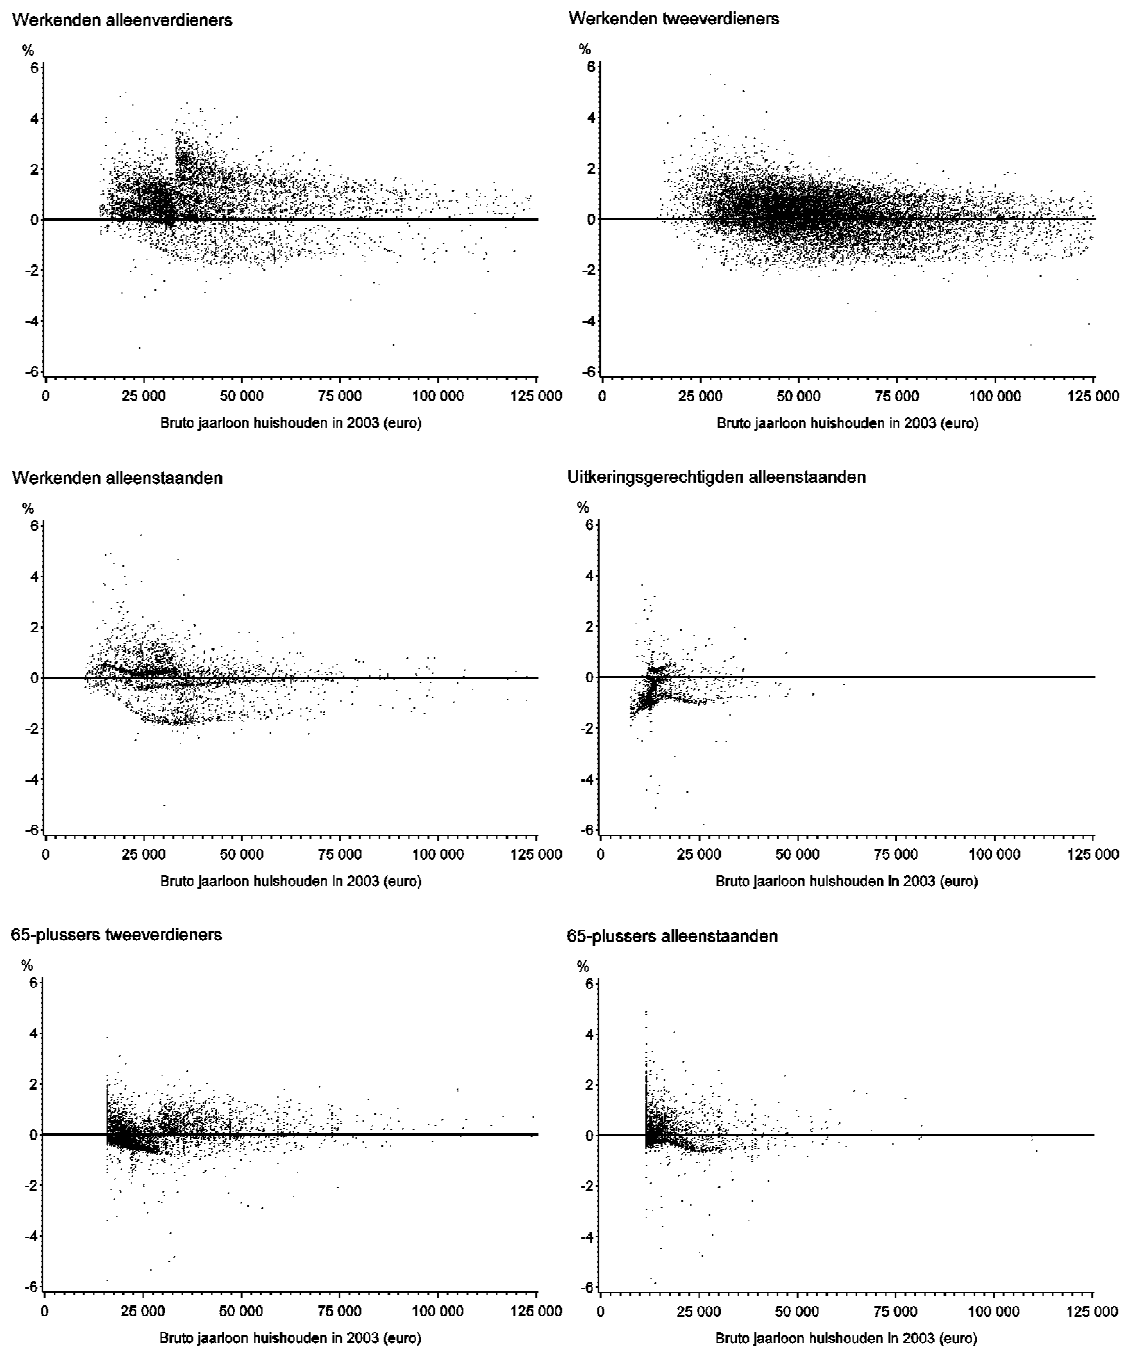 Werkenden alleenverdieners
%
6
4
2
0
-2
-4
-6
0 25 000 50 000 75 000 100 000 125 000
Bruto jaarloon huishouden in 2003 (euro)
Werkenden tweeverdieners
%
6
4
2
0
-2
-4
-6
0 25 000 50 000 75 000 100 000 125 000
Bruto jaarloon huishouden in 2003 (euro)
Werkenden alleenstaanden
%
6
4
2
0
-2
-4
-6
0 25 000 50 000 75 000 100 000 125 000
Bruto jaarloon huishouden in 2003 (euro)
Uitkeringsgerechtigden alleenstaanden
%
6
4
2
0
-2
-4
-6
0 25 000 50 000 75 000 100 000 125 000
Bruto jaarloon huishouden in 2003 (euro)
65-plussers tweeverdieners
%
6
4
2
0
-2
-4
-6
0 25 000 50 000 75 000 100 000 125 000
Bruto jaarloon huishouden in 2003 (euro)
65-plussers alleenstaanden
%
6
4
2
0
-2
-4
-6
0 25 000 50 000 75 000 100 000 125 000
Bruto jaarloon huishouden in 2003 (euro)